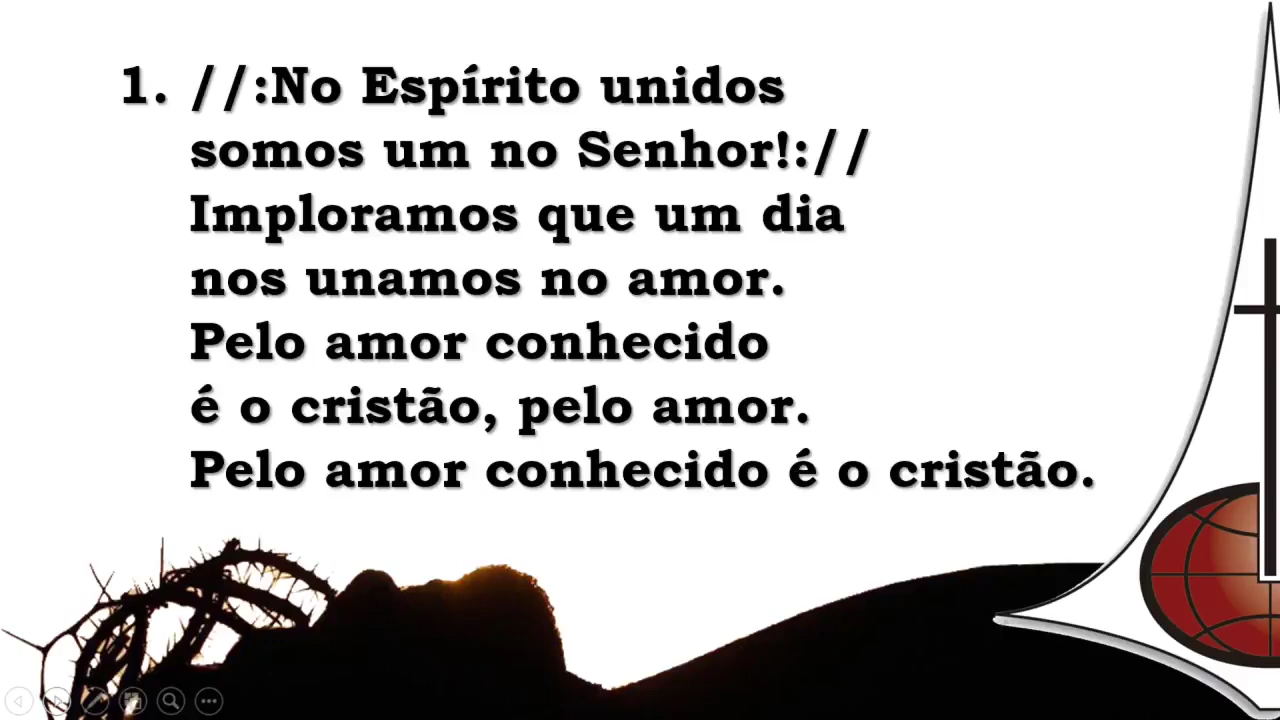 1. //:No Espírito unidos
somos um no Senhor!://
Imploramos que um dia
nos unamos no amor.
Pelo amor conhecido
é o cristão, pelo amor.
Pelo amor conhecido é o cristão.